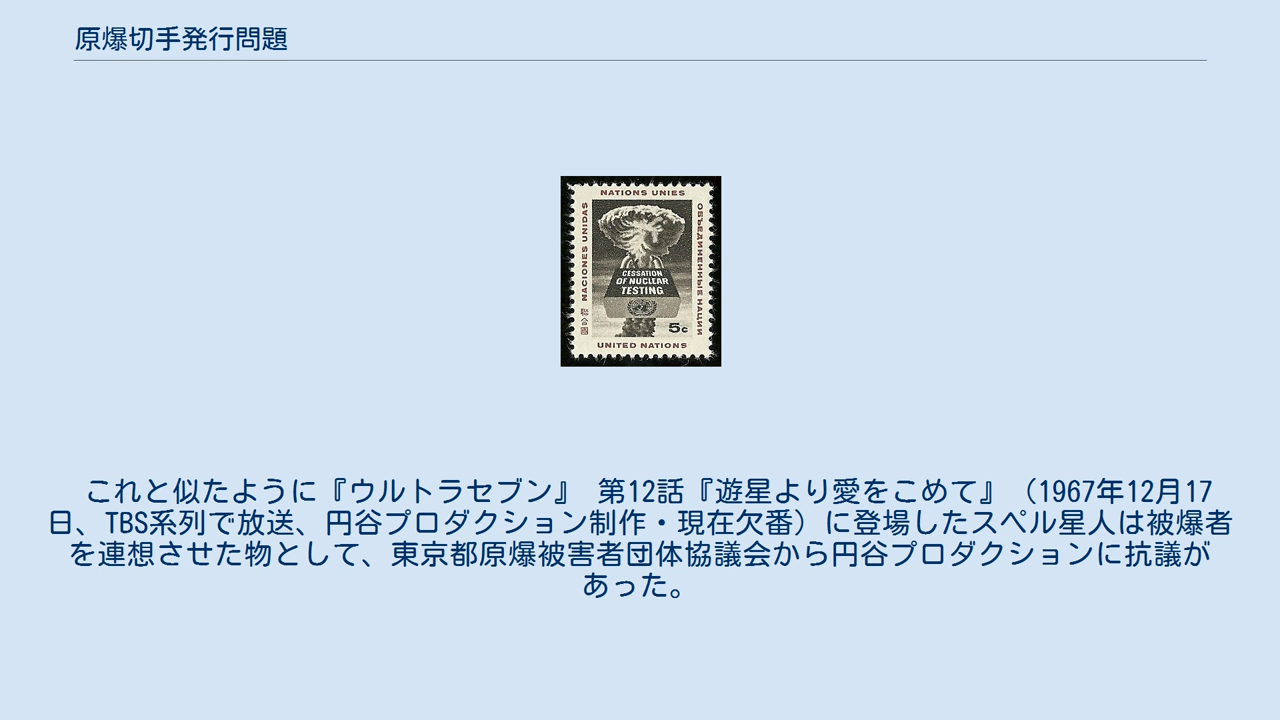 原爆切手発行問題
NATIONS UNIES
NACIONES UNIDAS
ОБЪЕДИНЕННЫЕ НАЦИИ
CESSATION
OF NUCLEAR
TESTING
5c
UNITED NATIONS
これと似たように『ウルトラセブン』 第12話『遊星より愛をこめて』（1967年12月17
日、TBS系列で放送、円谷プロダクション制作・現在欠番）に登場したスペル星人は被爆者
を連想させた物として、東京都原爆被害者団体協議会から円谷プロダクションに抗議が
あった。